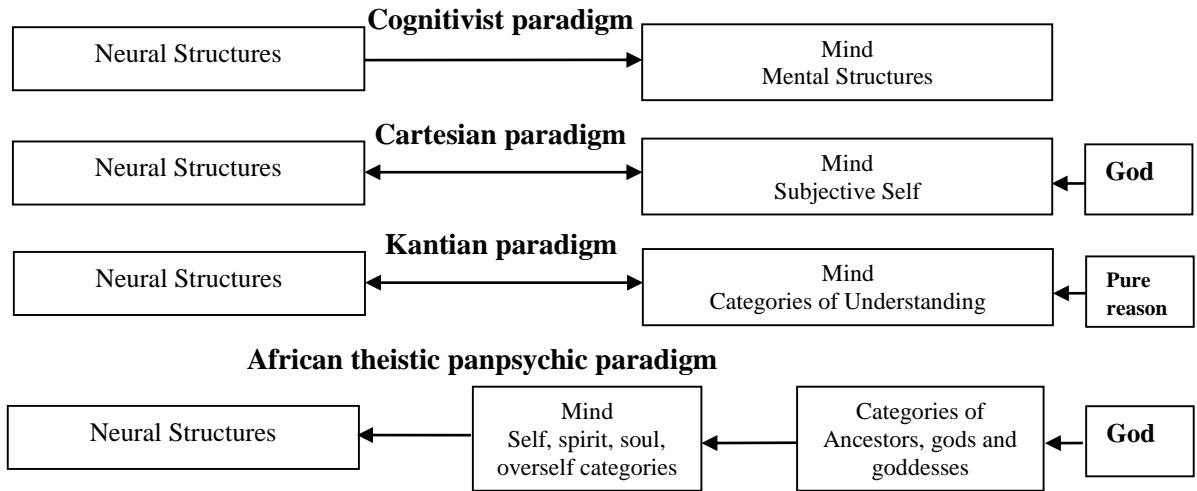 Cognitivist paradigm
Neural Structures
Mind
Mental Structures
Cartesian paradigm
Neural Structures
Mind
Subjective Self
God
Kantian paradigm
Neural Structures
Mind
Categories of Understanding
Pure
reason
African theistic panpsychic paradigm
Neural Structures
Mind
Self, spirit, soul,
overself categories
Categories of
Ancestors, gods and
goddesses
God